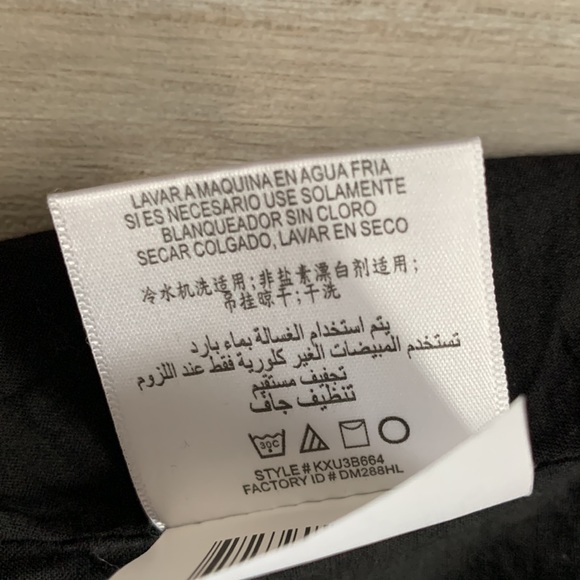 LAVAR A MAQUINA EN AGUA FRIA
SI ES NECESARIO USE SOLAMENTE
BLANQUEADOR SIN CLORO
SECAR COLGADO, LAVAR EN SECO
冷水机洗适用;非盐素漂白剂适用;
吊挂晾干;干洗
يتم استخدام الغسالة بماء بارد
تستخدم المبيضات الغير كلورية فقط عند اللزوم
تجفيف مستقيم
تنظيف جاف
30C
STYLE # KXU3B664
FACTORY ID # DM288HL